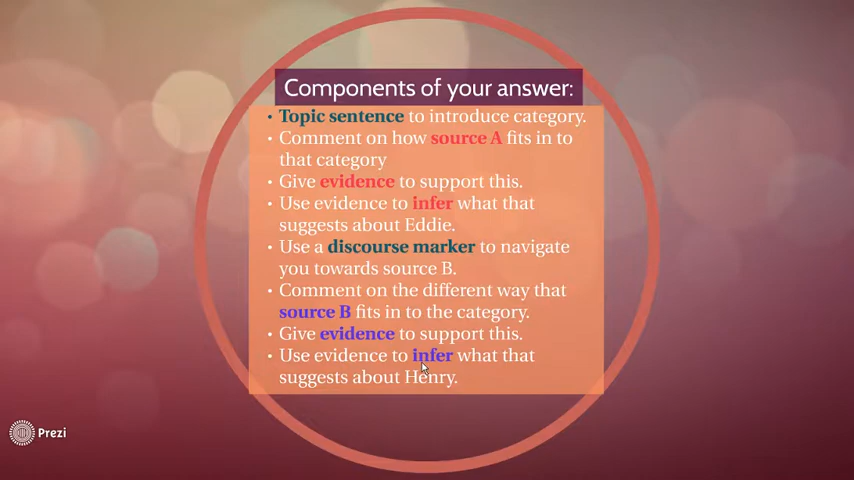 Components of your answer:
• Topic sentence to introduce category.
• Comment on how source A fits in to
that category
• Give evidence to support this.
• Use evidence to infer what that
suggests about Eddie.
• Use a discourse marker to navigate
you towards source B.
• Comment on the different way that
source B fits in to the category.
• Give evidence to support this.
• Use evidence to infer what that
suggests about Henry.
Prezi